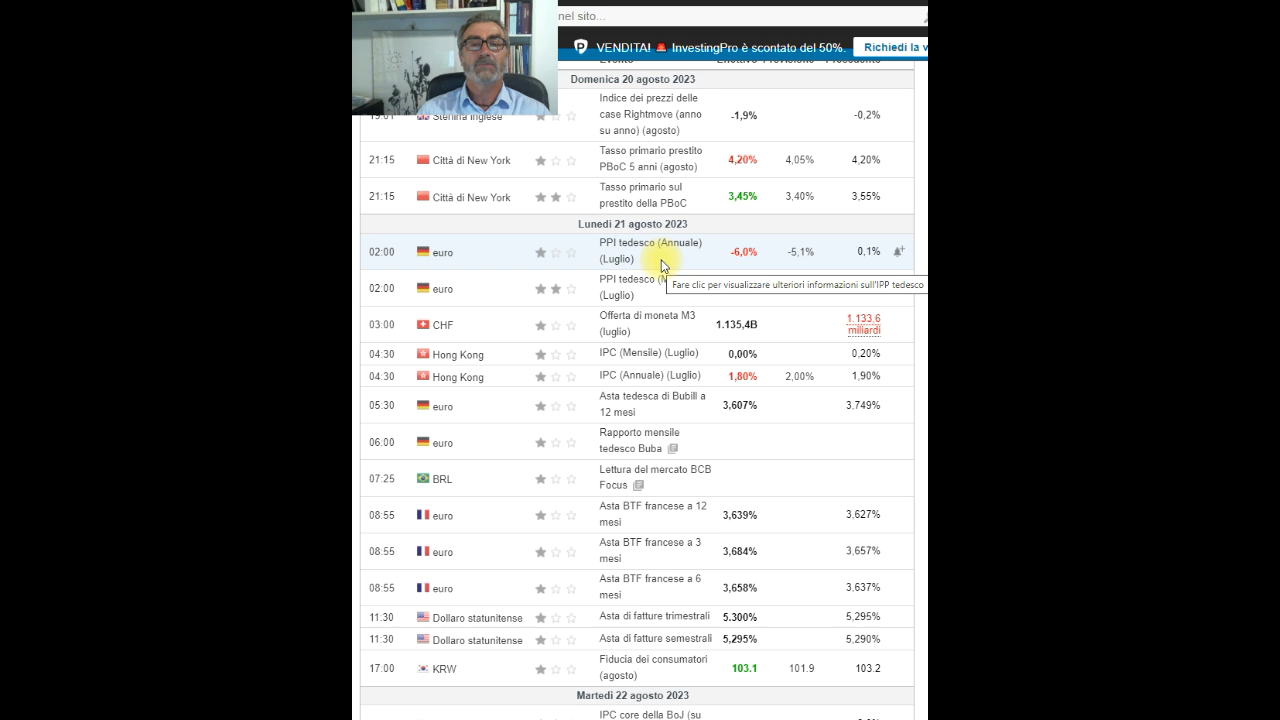 nel sito...
VENDITA! 🚨 InvestingPro è scontato del 50%. Richiedi la v
Evento Effettivo Previsione Precedente
Domenica 20 agosto 2023
Indice dei prezzi delle
19:01 Sterlina inglese case Rightmove (anno -1,9% -0,2%
su anno) (agosto)
Tasso primario prestito
21:15 Città di New York 4,20% 4,05% 4,20%
PBoC 5 anni (agosto)
Tasso primario sul
21:15 Città di New York 3,45% 3,40% 3,55%
prestito della PBoC
Lunedì 21 agosto 2023
PPI tedesco (Annuale)
02:00 euro -6,0% -5,1% 0,1%
(Luglio)
PPI tedesco (M
Fare clic per visualizzare ulteriori informazioni sull'IPP tedesco
02:00 euro
(Luglio)
Offerta di moneta M3 1.133,6
03:00 CHF 1.135,4B
(luglio) miliardi
04:30 Hong Kong IPC (Mensile) (Luglio) 0,00% 0,20%
04:30 Hong Kong IPC (Annuale) (Luglio) 1,80% 2,00% 1,90%
Asta tedesca di Bubill a
05:30 euro 3,607% 3,749%
12 mesi
Rapporto mensile
06:00 euro
tedesco Buba
Lettura del mercato BCB
07:25 BRL
Focus
Asta BTF francese a 12
08:55 euro 3,639% 3,627%
mesi
Asta BTF francese a 3
08:55 euro 3,684% 3,657%
mesi
Asta BTF francese a 6
08:55 euro 3,658% 3,637%
mesi
11:30 Dollaro statunitense Asta di fatture trimestrali 5.300% 5,295%
11:30 Dollaro statunitense Asta di fatture semestrali 5,295% 5,290%
Fiducia dei consumatori
17:00 KRW 103.1 101.9 103.2
(agosto)
Martedì 22 agosto 2023
IPC core della BoJ (su